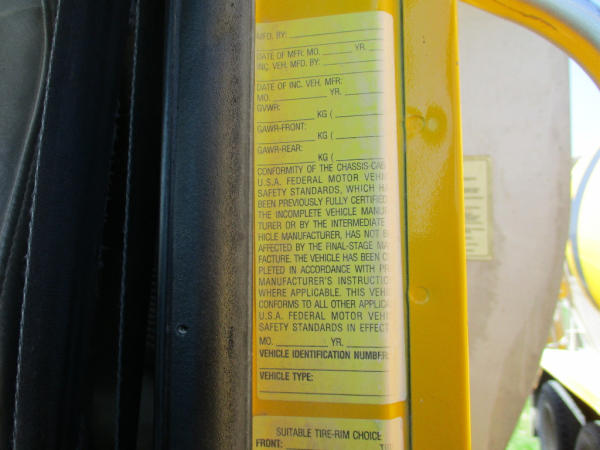 MFD. BY:
DATE OF MFR. MO. YR.
INC. VEH. MFD. BY:
DATE OF INC. VEH. MFR:
MO. YR.
GVWR:
KG (
GAWR-FRONT:
KG (
GAWR-REAR:
KG (
CONFORMITY OF THE CHASSIS-CAB
U.S.A. FEDERAL MOTOR VEHIC
SAFETY STANDARDS, WHICH HA
BEEN PREVIOUSLY FULLY CERTIFIED
THE INCOMPLETE VEHICLE MANUF
TURER OR BY THE INTERMEDIATE
HICLE MANUFACTURER, HAS NOT B
AFFECTED BY THE FINAL-STAGE MA
FACTURE. THE VEHICLE HAS BEEN C
PLETED IN ACCORDANCE WITH PR
MANUFACTURER'S INSTRUCTIO
WHERE APPLICABLE. THIS VEHI
CONFORMS TO ALL OTHER APPLICA
U.S.A. FEDERAL MOTOR VEHI
SAFETY STANDARDS IN EFFECT
MO. YR.
VEHICLE IDENTIFICATION NUMBER:
VEHICLE TYPE:
SUITABLE TIRE-RIM CHOICE
FRONT: TIR